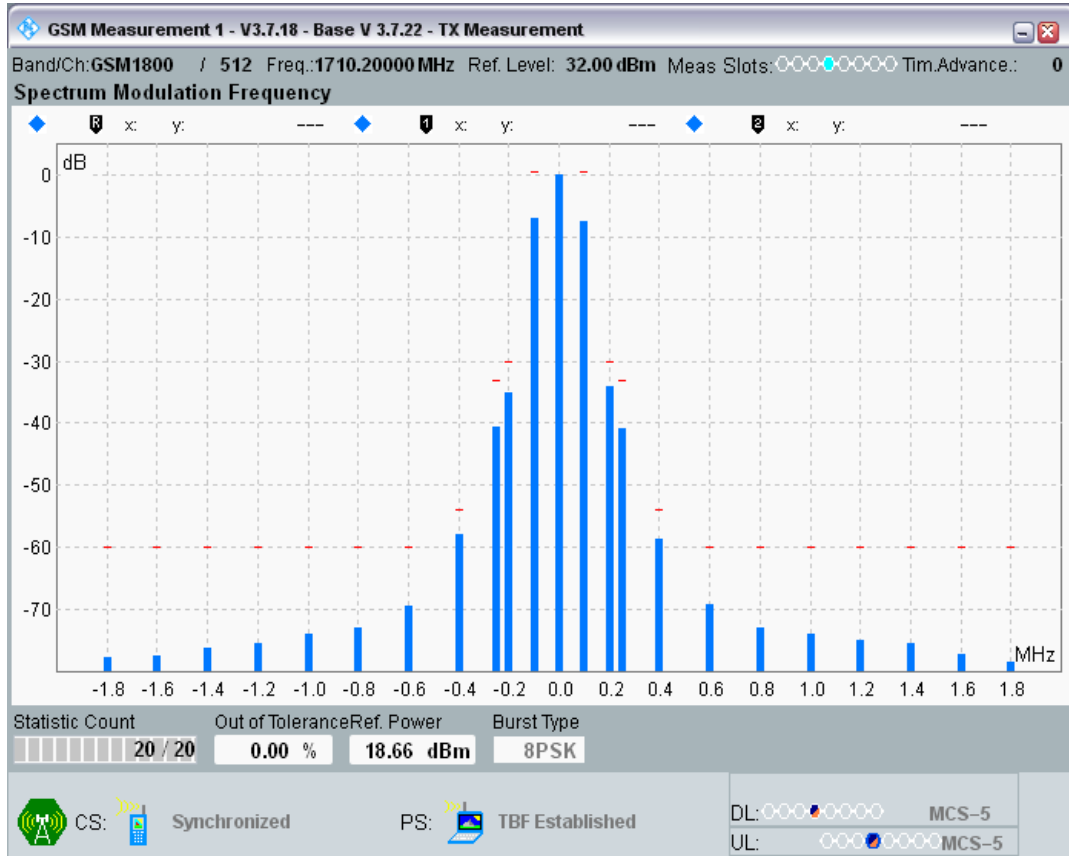 GSM Measurement 1 - V3.7.18 - Base V 3.7.22 - TX Measurement
Band/Ch:GSM1800 / 512 Freq.:1710.20000 MHz Ref. Level: 32.00 dBm Meas Slots: Tim.Advance.: 0
Spectrum Modulation Frequency
R x: y: --- 1 x: y: --- 2 x: y: ---
dB
0
-10
-20
-30
-40
-50
-60
-70
MHz
-1.8 -1.6 -1.4 -1.2 -1.0 -0.8 -0.6 -0.4 -0.2 0.0 0.2 0.4 0.6 0.8 1.0 1.2 1.4 1.6 1.8
Statistic Count Out of Tolerance Ref. Power Burst Type
20 / 20 0.00 % 18.66 dBm 8PSK
CS: Synchronized PS: TBF Established
DL: MCS-5
UL: MCS-5